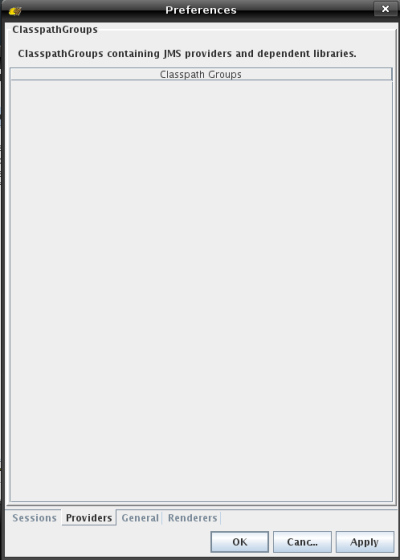 Preferences
ClasspathGroups
ClasspathGroups containing JMS providers and dependent libraries.
Classpath Groups
Sessions Providers General Renderers
OK Canc... Apply